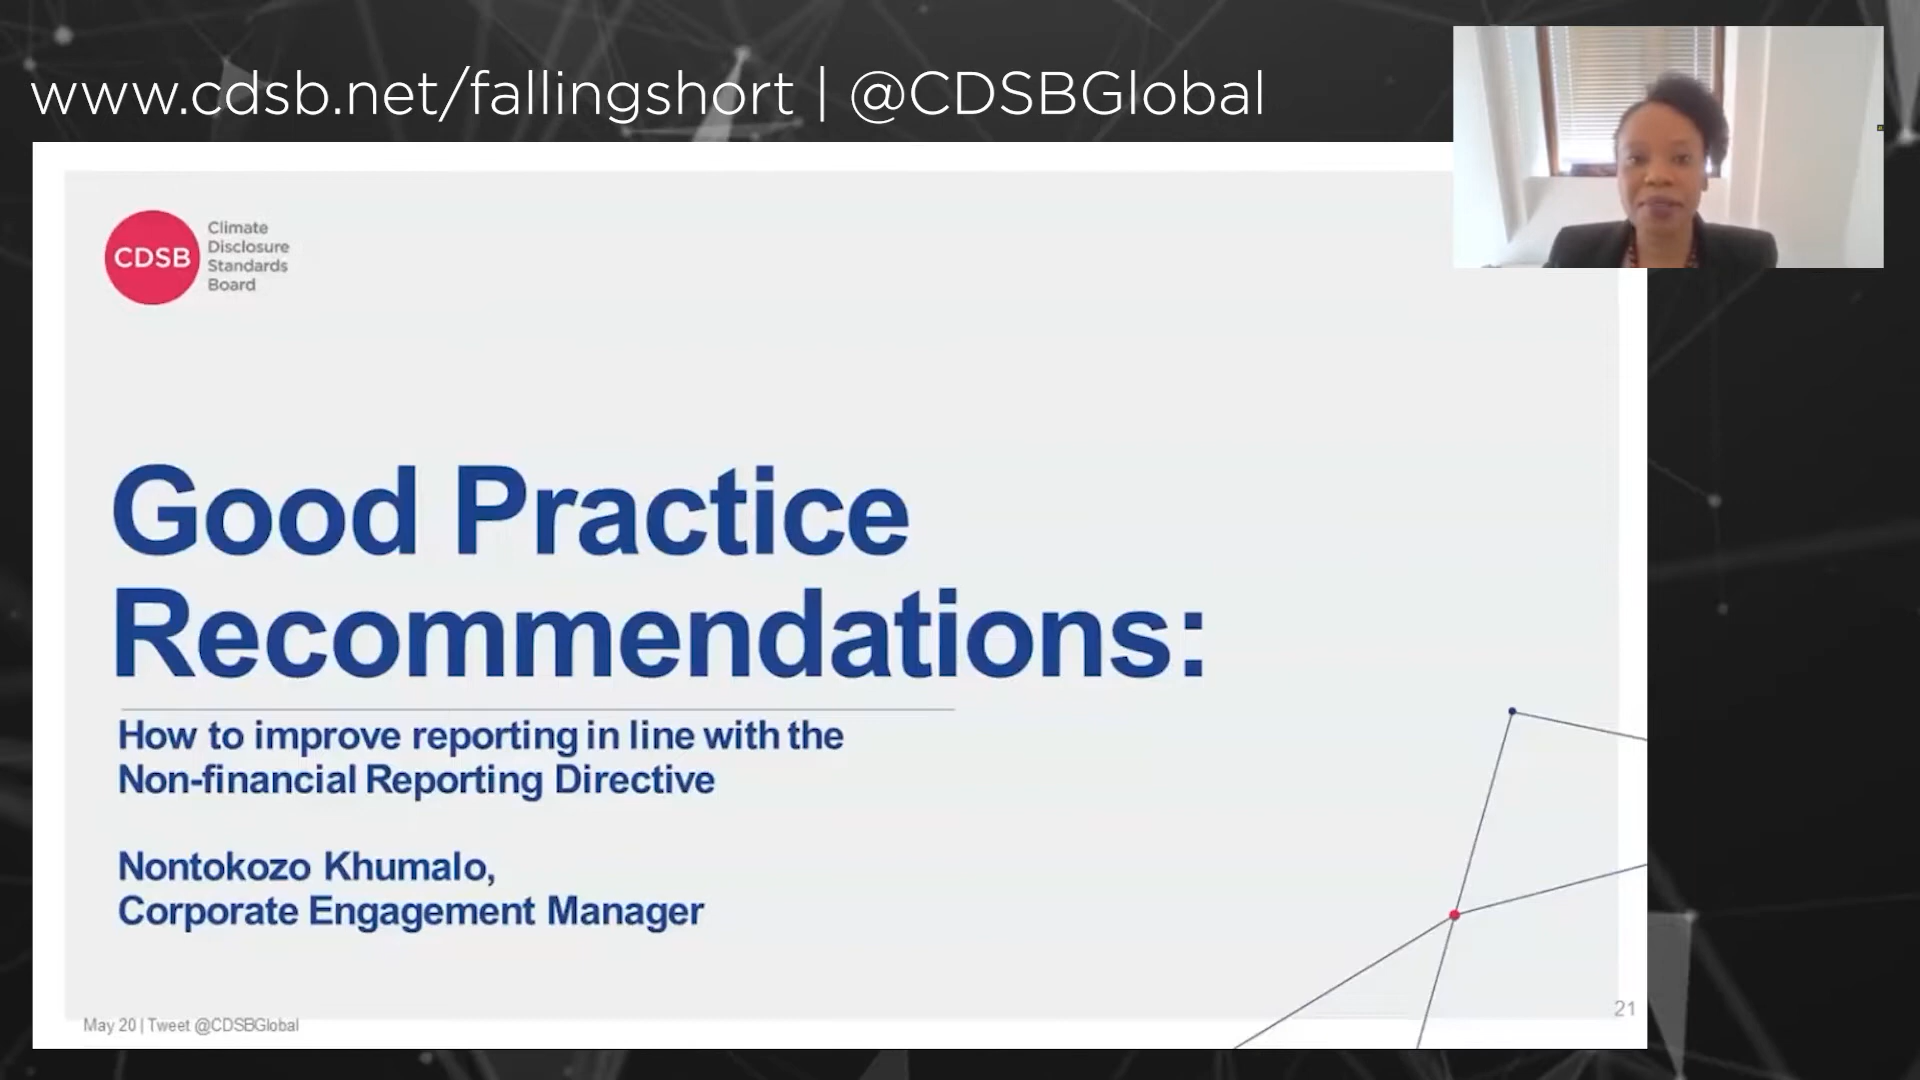 www.cdsb.net/fallingshort | @CDSBGlobal
CDSB
Climate
Disclosure
Standards
Board
Good Practice
Recommendations:
How to improve reporting in line with the
Non-financial Reporting Directive
Nontokozo Khumalo,
Corporate Engagement Manager
May 20 | Tweet @CDSBGlobal
21